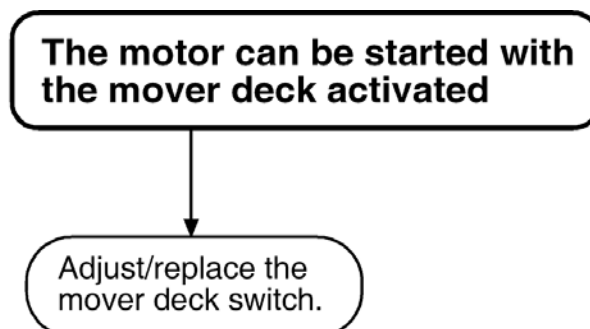 The motor can be started with
the mover deck activated
Adjust/replace the
mover deck switch.